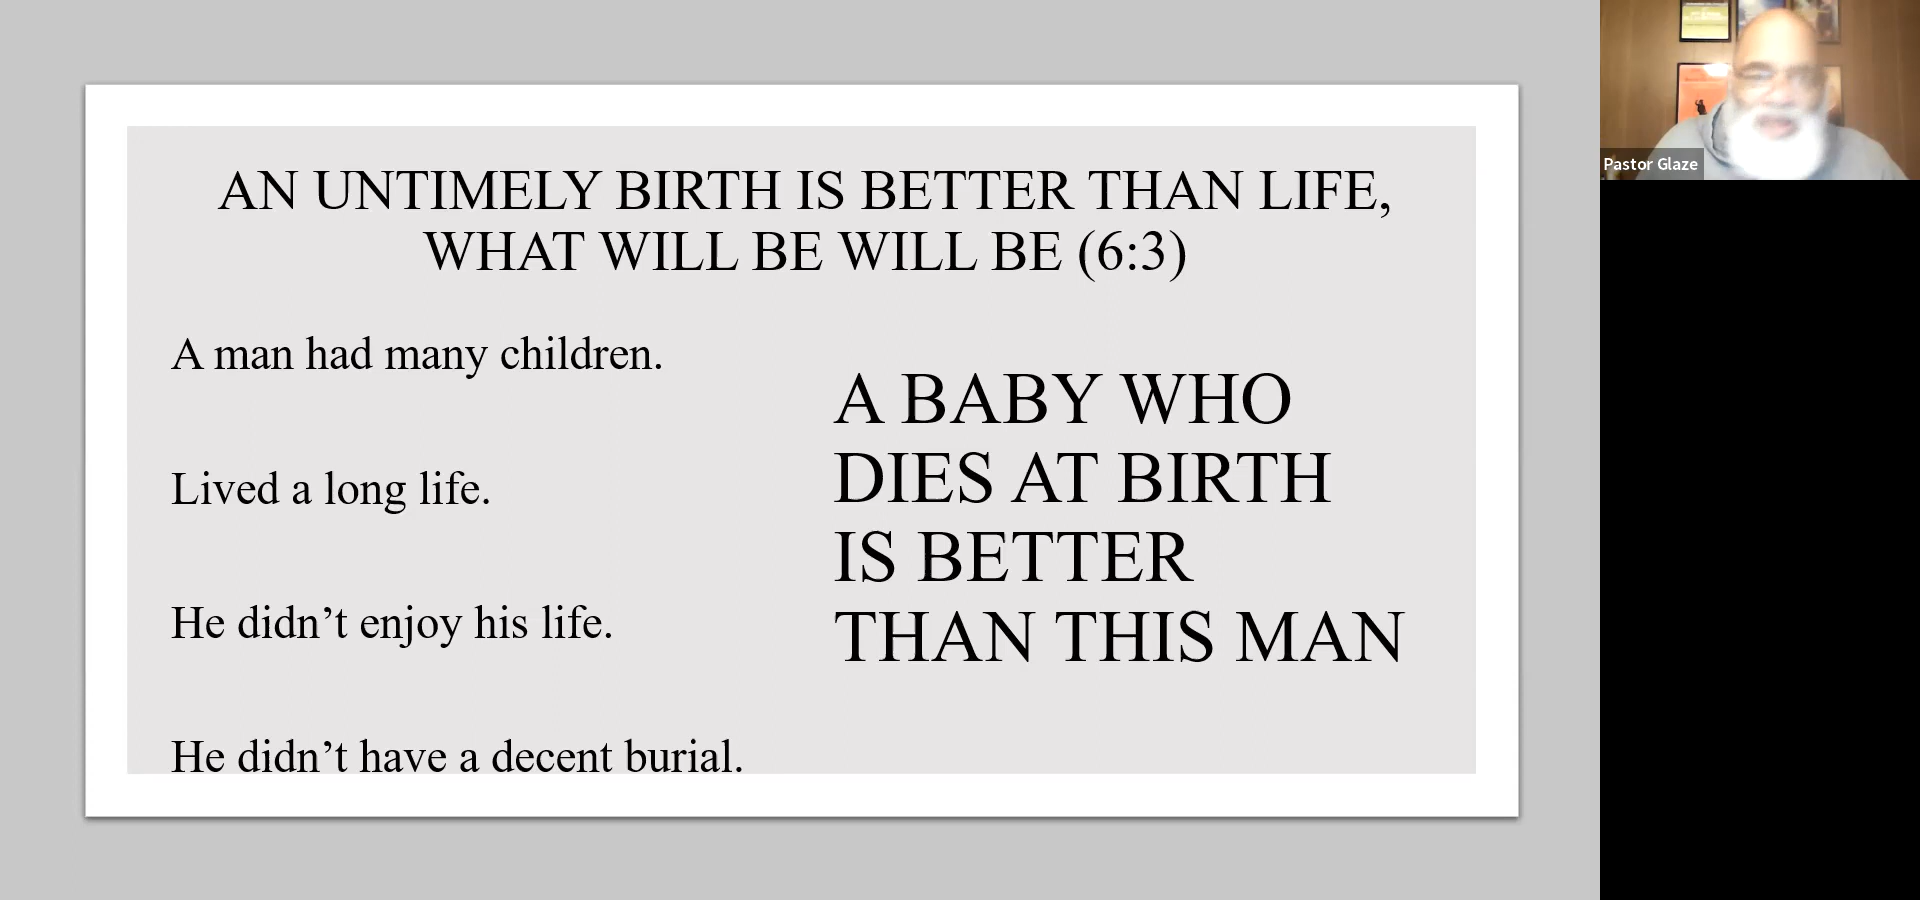 AN UNTIMELY BIRTH IS BETTER THAN LIFE,
WHAT WILL BE WILL BE (6:3)
A man had many children.
Lived a long life.
He didn’t enjoy his life.
He didn’t have a decent burial.
A BABY WHO
DIES AT BIRTH
IS BETTER
THAN THIS MAN
Pastor Glaze